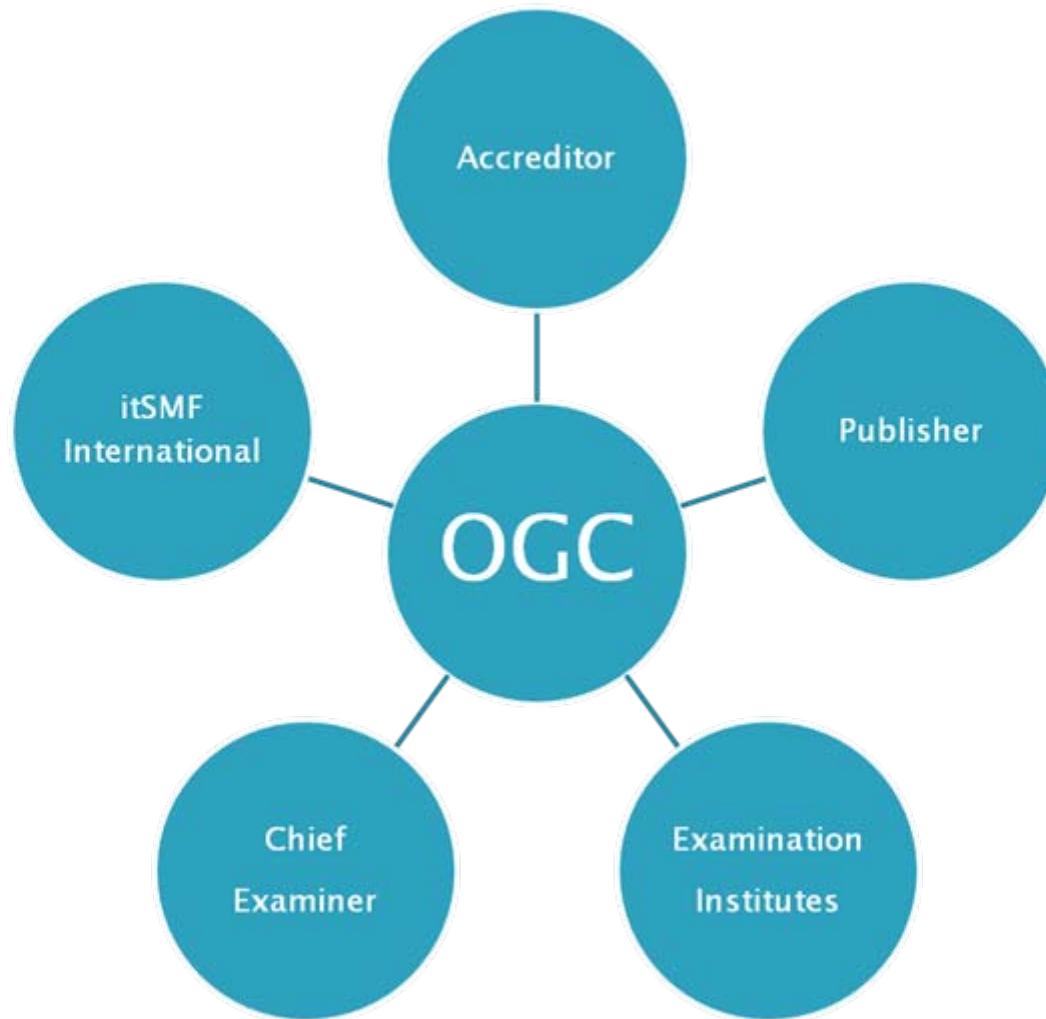 Accreditor
itSMF
International
Publisher
OGC
Chief
Examiner
Examination
Institutes